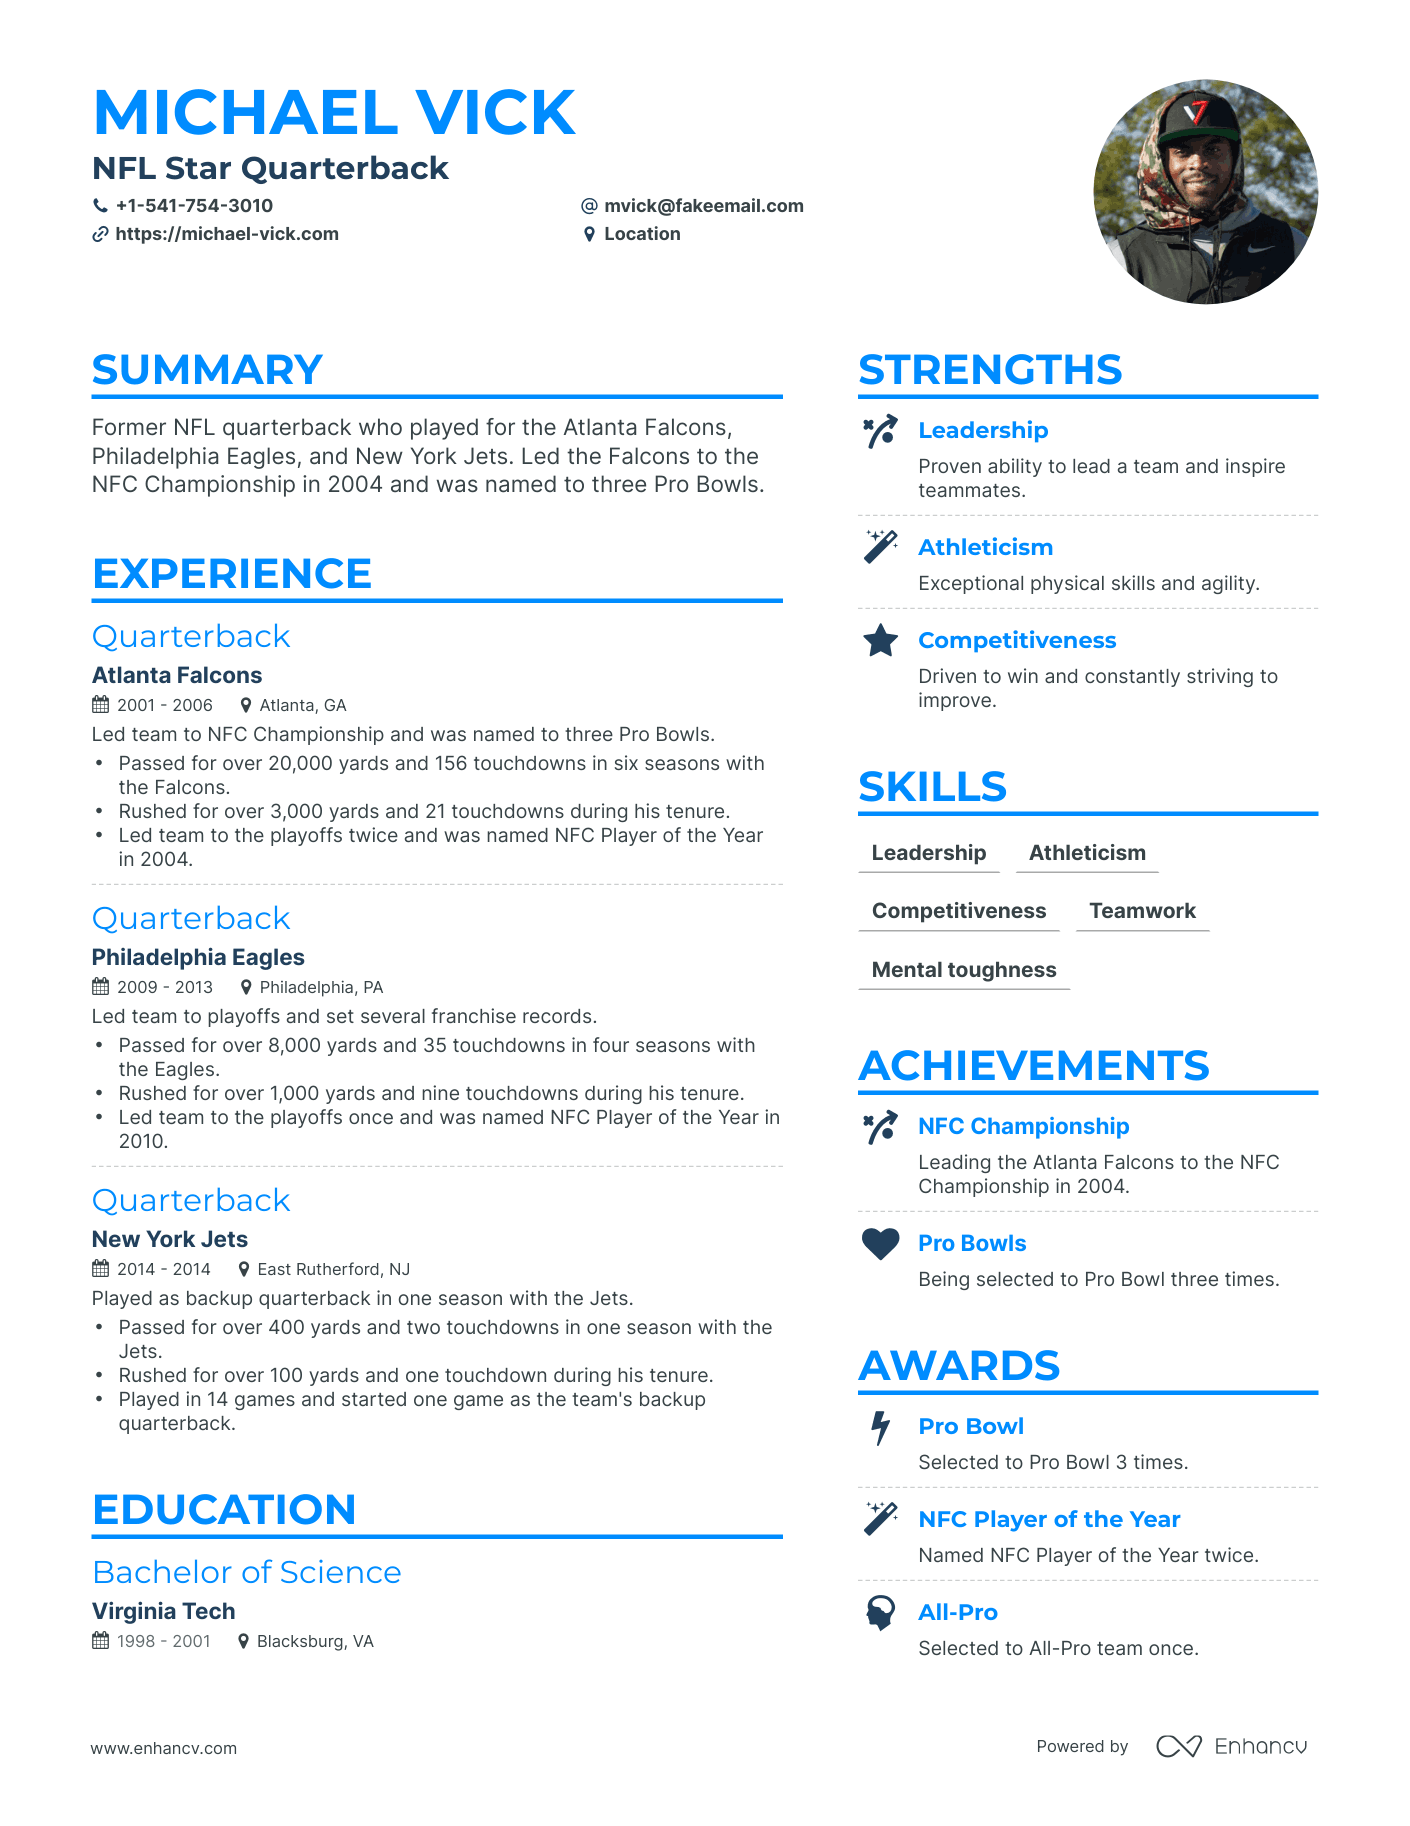 MICHAEL VICK
NFL Star Quarterback
+1-541-754-3010
@ mvick@fakeemail.com
https://michael-vick.com
Location
SUMMARY
Former NFL quarterback who played for the Atlanta Falcons,
Philadelphia Eagles, and New York Jets. Led the Falcons to the
NFC Championship in 2004 and was named to three Pro Bowls.
EXPERIENCE
Quarterback
Atlanta Falcons
2001 - 2006 Atlanta, GA
Led team to NFC Championship and was named to three Pro Bowls.
• Passed for over 20,000 yards and 156 touchdowns in six seasons with
the Falcons.
• Rushed for over 3,000 yards and 21 touchdowns during his tenure.
• Led team to the playoffs twice and was named NFC Player of the Year
in 2004.
Quarterback
Philadelphia Eagles
2009 - 2013 Philadelphia, PA
Led team to playoffs and set several franchise records.
• Passed for over 8,000 yards and 35 touchdowns in four seasons with
the Eagles.
• Rushed for over 1,000 yards and nine touchdowns during his tenure.
• Led team to the playoffs once and was named NFC Player of the Year in
2010.
Quarterback
New York Jets
2014 - 2014 East Rutherford, NJ
Played as backup quarterback in one season with the Jets.
• Passed for over 400 yards and two touchdowns in one season with the
Jets.
• Rushed for over 100 yards and one touchdown during his tenure.
• Played in 14 games and started one game as the team's backup
quarterback.
EDUCATION
Bachelor of Science
Virginia Tech
1998 - 2001 Blacksburg, VA
STRENGTHS
Leadership
Proven ability to lead a team and inspire
teammates.
Athleticism
Exceptional physical skills and agility.
Competitiveness
Driven to win and constantly striving to
improve.
SKILLS
Leadership Athleticism
Competitiveness Teamwork
Mental toughness
ACHIEVEMENTS
NFC Championship
Leading the Atlanta Falcons to the NFC
Championship in 2004.
Pro Bowls
Being selected to Pro Bowl three times.
AWARDS
Pro Bowl
Selected to Pro Bowl 3 times.
NFC Player of the Year
Named NFC Player of the Year twice.
All-Pro
Selected to All-Pro team once.
www.enhancv.com
Powered by Enhancv